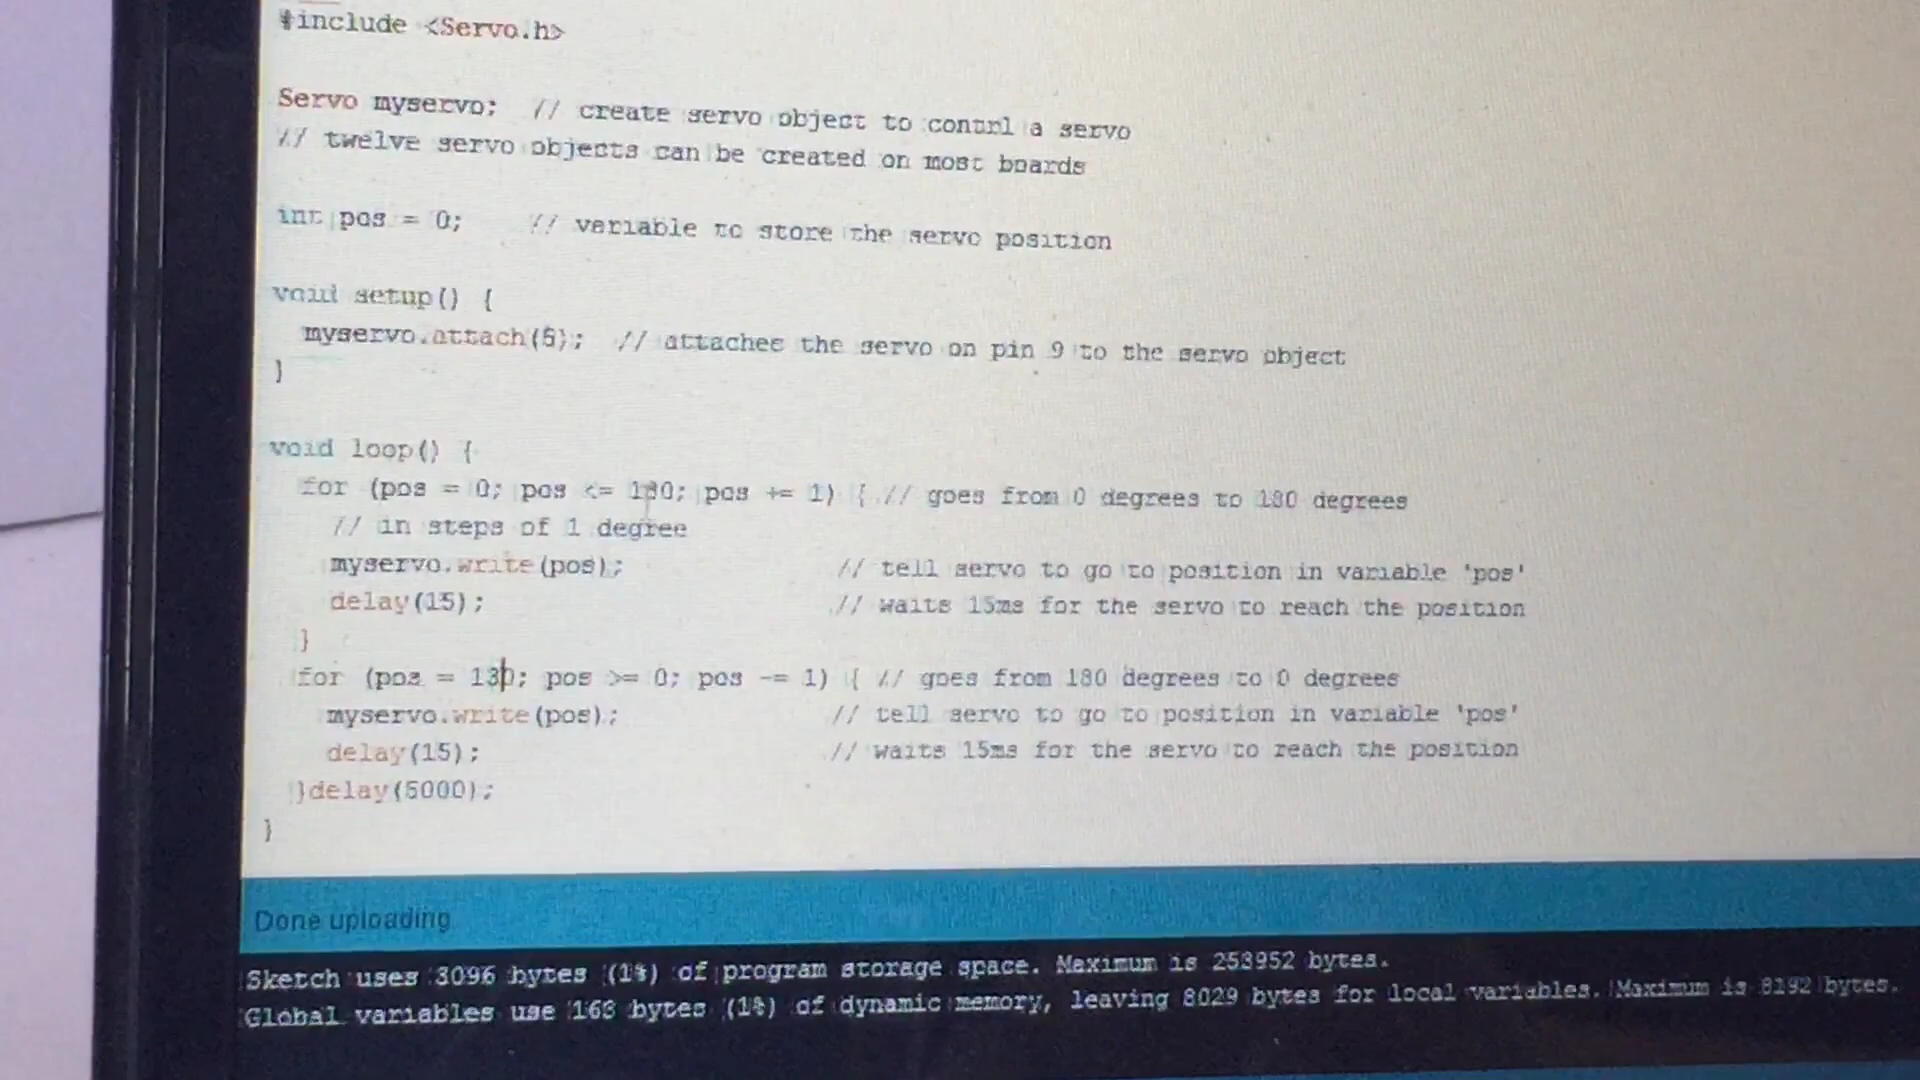 #include <Servo.h>
Servo myservo;  // create servo object to contrl a servo
// twelve servo objects can be created on most boards
int pos = 0;    // variable to store the servo position
void setup() {
myservo.attach(6);  // attaches the servo on pin 9 to the servo object
}
void loop() {
for (pos = 0; pos <= 130; pos += 1) { // goes from 0 degrees to 180 degrees
// in steps of 1 degree
myservo.write(pos);              // tell servo to go to position in variable 'pos'
delay(15);                       // waits 15ms for the servo to reach the position
}
for (pos = 130; pos >= 0; pos -= 1) { // goes from 180 degrees to 0 degrees
myservo.write(pos);              // tell servo to go to position in variable 'pos'
delay(15);                       // waits 15ms for the servo to reach the position
}delay(5000);
}
Done uploading
Sketch uses 3096 bytes (1%) of program storage space. Maximum is 253952 bytes.
Global variables use 163 bytes (1%) of dynamic memory, leaving 8029 bytes for local variables. Maximum is 8192 bytes.